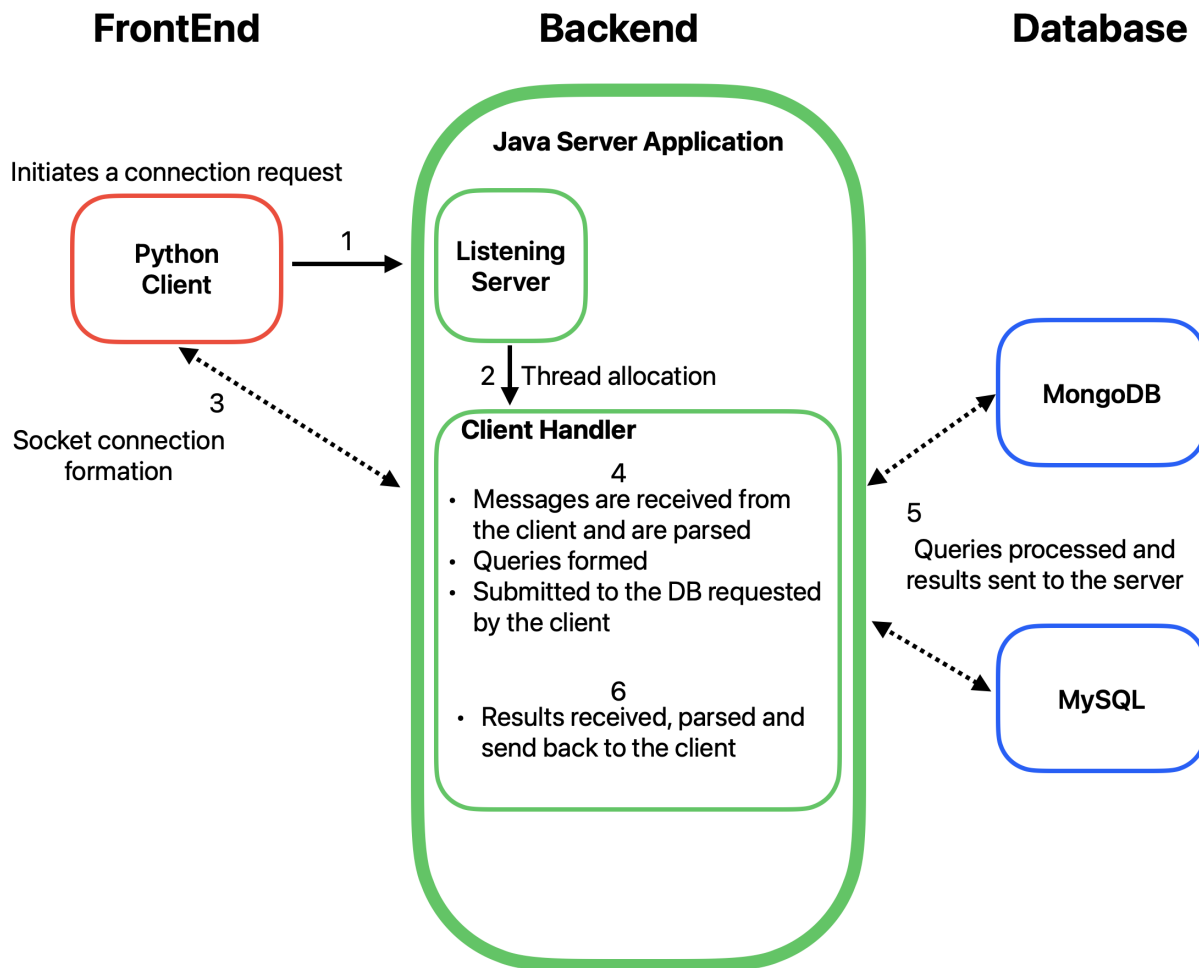 FrontEnd
Backend
Database
Java Server Application
Initiates a connection request
Python
Client
1
Listening
Server
2
Thread allocation
3
Socket connection
formation
Client Handler
4
• Messages are received from
the client and are parsed
• Queries formed
• Submitted to the DB requested
by the client
6
• Results received, parsed and
send back to the client
MongoDB
5
Queries processed and
results sent to the server
MySQL